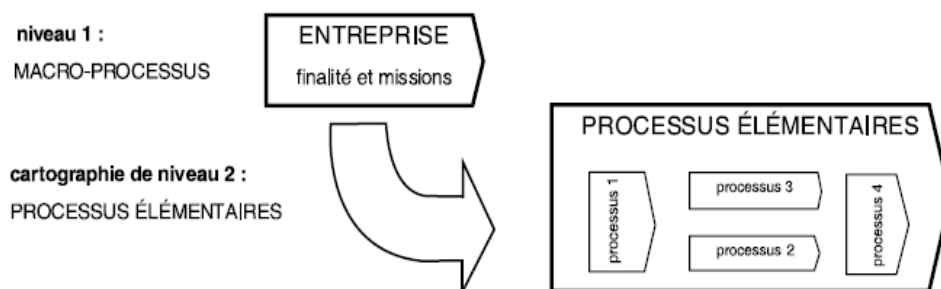 niveau 1 :
MACRO-PROCESSUS
ENTREPRISE
finalité et missions
cartographie de niveau 2 :
PROCESSUS ÉLÉMENTAIRES
PROCESSUS ÉLÉMENTAIRES
processus 1
processus 3
processus 2
processus 4